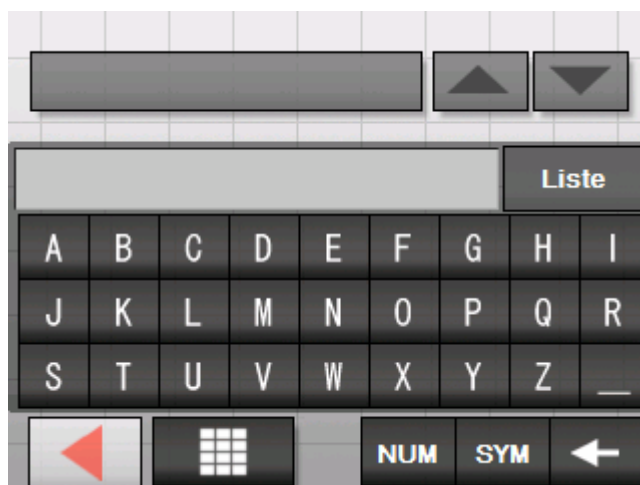 Liste
A B C D E F G H I
J K L M N O P Q R
S T U V W X Y Z _
NUM SYM